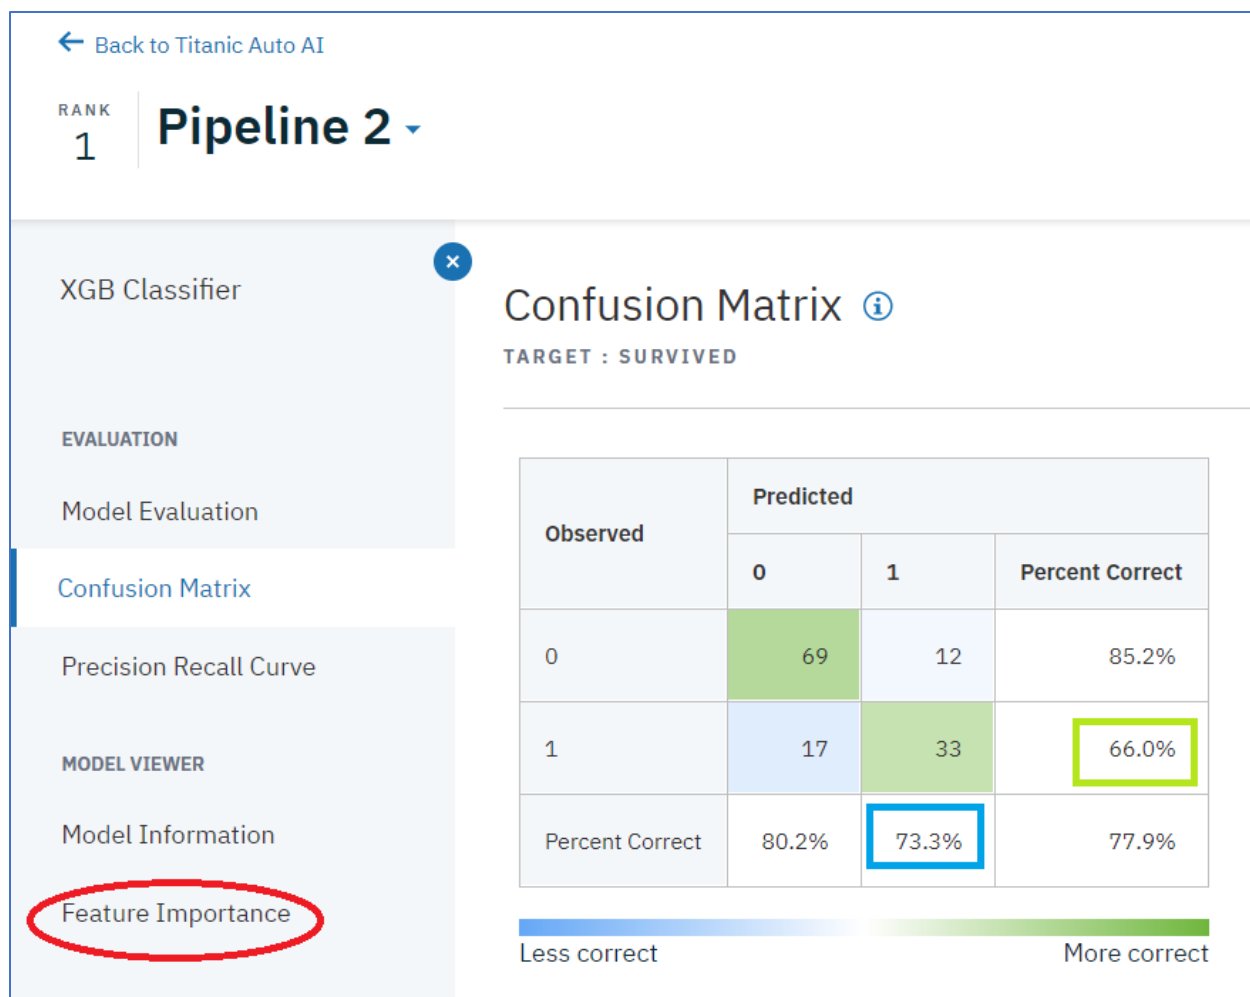 Back to Titanic Auto AI
RANK
1
Pipeline 2
XGB Classifier
EVALUATION
Model Evaluation
Confusion Matrix
Precision Recall Curve
MODEL VIEWER
Model Information
Feature Importance
Confusion Matrix
TARGET : SURVIVED
Observed
Predicted
0 1 Percent Correct
0 69 12 85.2%
1 17 33 66.0%
Percent Correct 80.2% 73.3% 77.9%
Less correct More correct